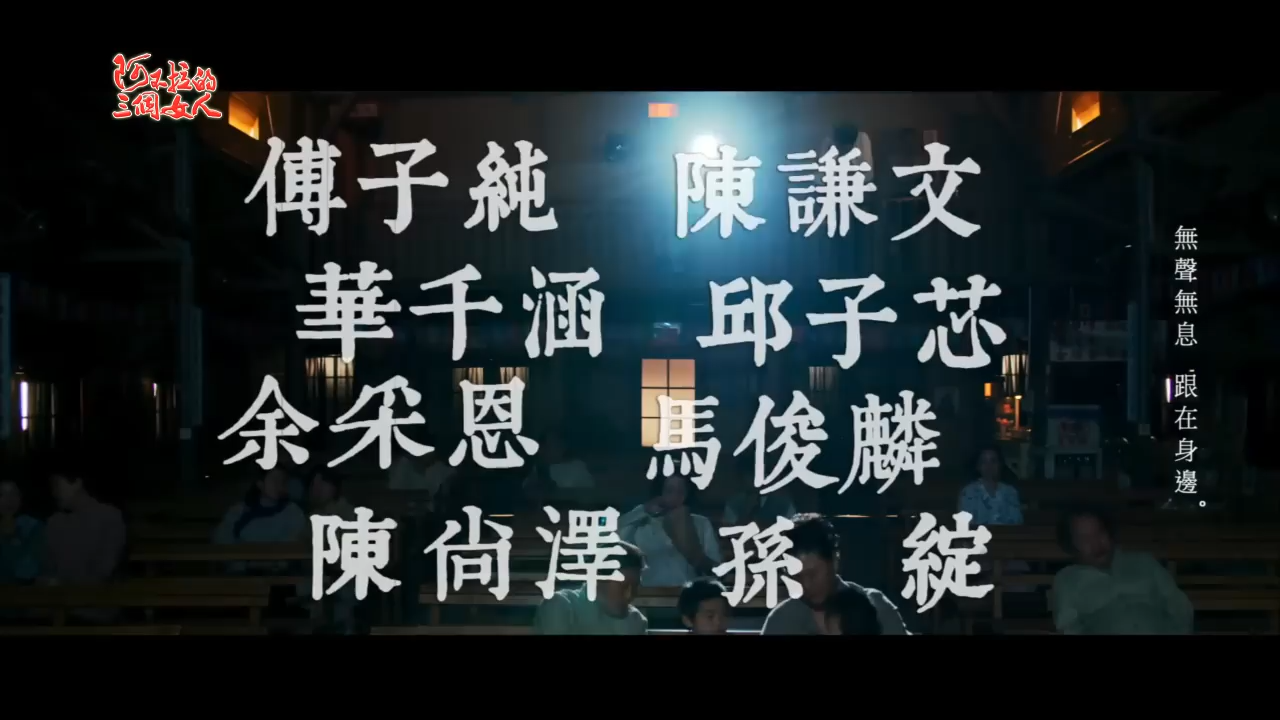 阿不拉的
三個女人
傅子純 陳謙文
華千涵 邱子芯
余采恩 馬俊麟
陳尚澤 孫綻
無聲無息 跟在身邊。